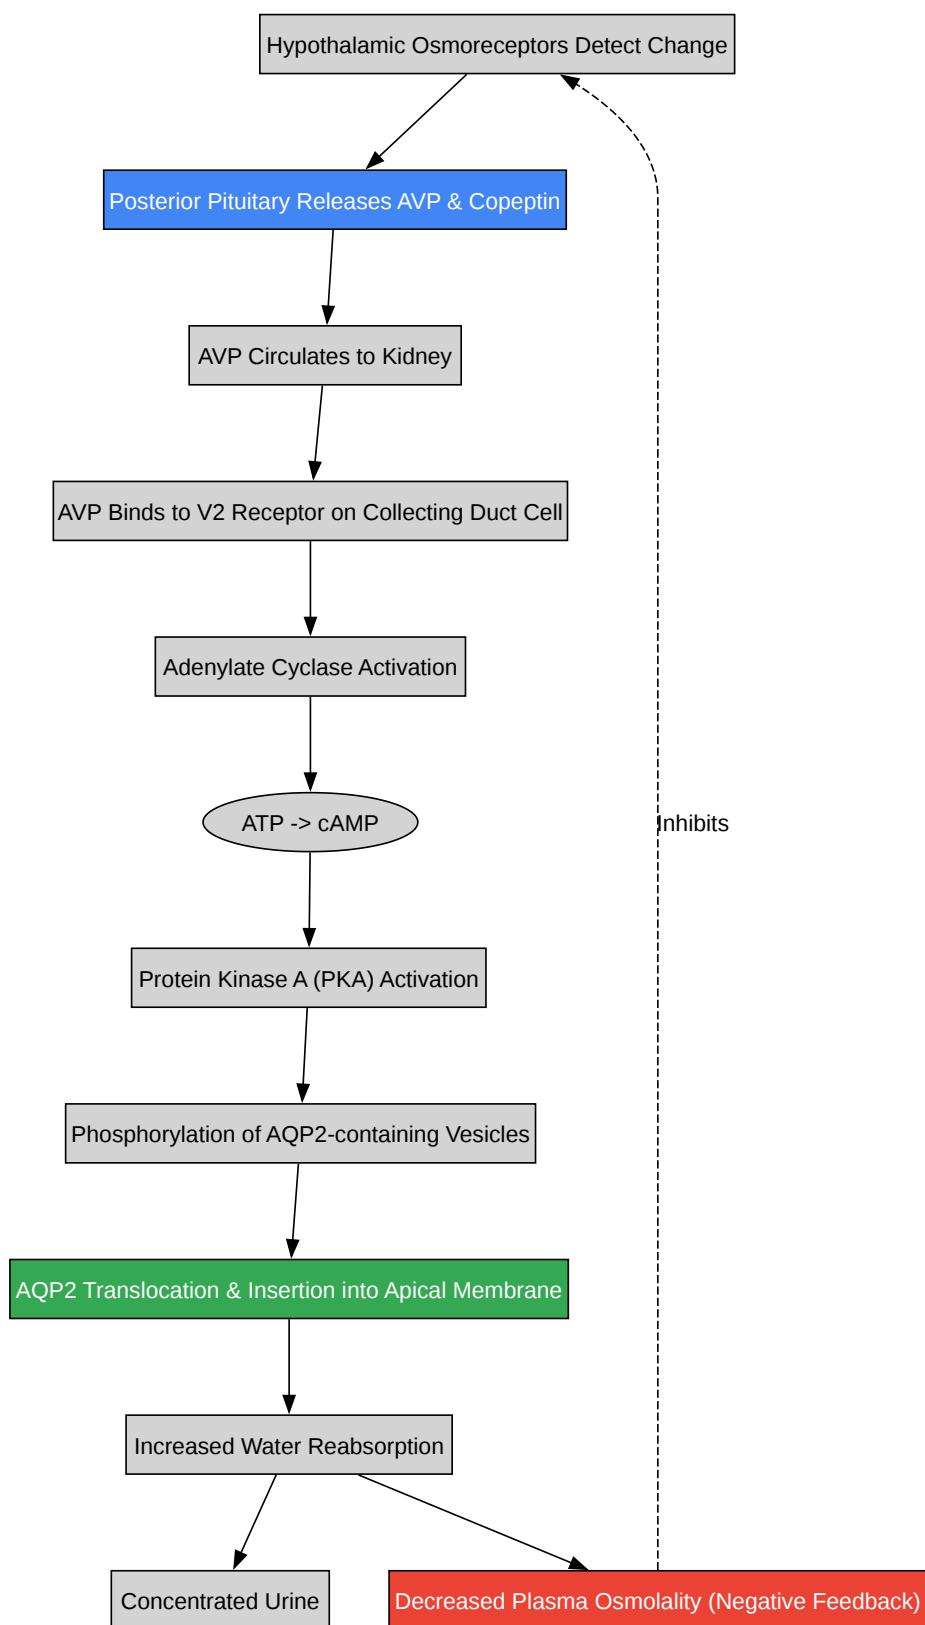 Hypothalamic Osmoreceptors Detect Change
Posterior Pituitary Releases AVP & Copeptin
AVP Circulates to Kidney
AVP Binds to V2 Receptor on Collecting Duct Cell
Adenylate Cyclase Activation
ATP -> cAMP
Inhibits
Protein Kinase A (PKA) Activation
Phosphorylation of AQP2-containing Vesicles
AQP2 Translocation & Insertion into Apical Membrane
Increased Water Reabsorption
Concentrated Urine
Decreased Plasma Osmolality (Negative Feedback)